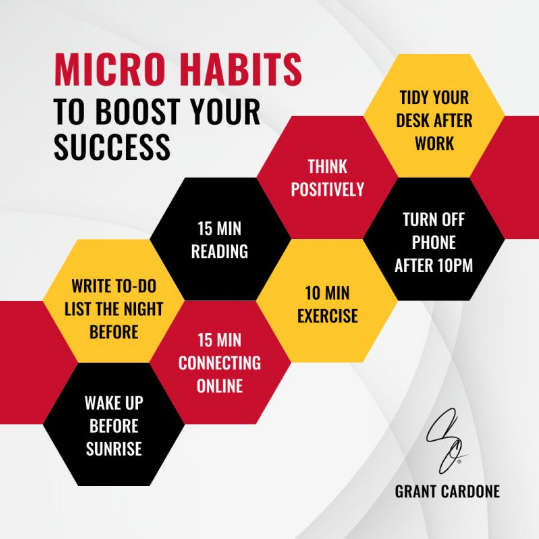 MICRO HABITS
TO BOOST YOUR
SUCCESS
TIDY YOUR
DESK AFTER
WORK
THINK
POSITIVELY
TURN OFF
PHONE
AFTER 10PM
15 MIN
READING
10 MIN
EXERCISE
WRITE TO-DO
LIST THE NIGHT
BEFORE
15 MIN
CONNECTING
ONLINE
WAKE UP
BEFORE
SUNRISE
GRANT CARDONE